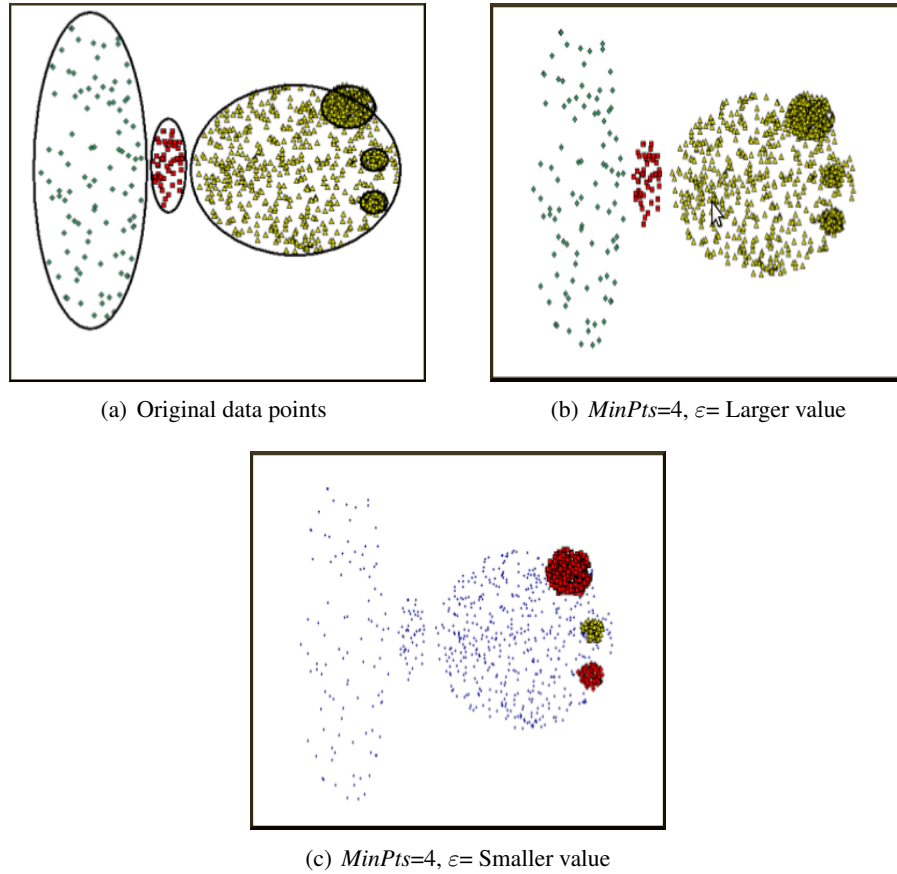 (a) Original data points
(b) MinPts=4, ε= Larger value
(c) MinPts=4, ε= Smaller value